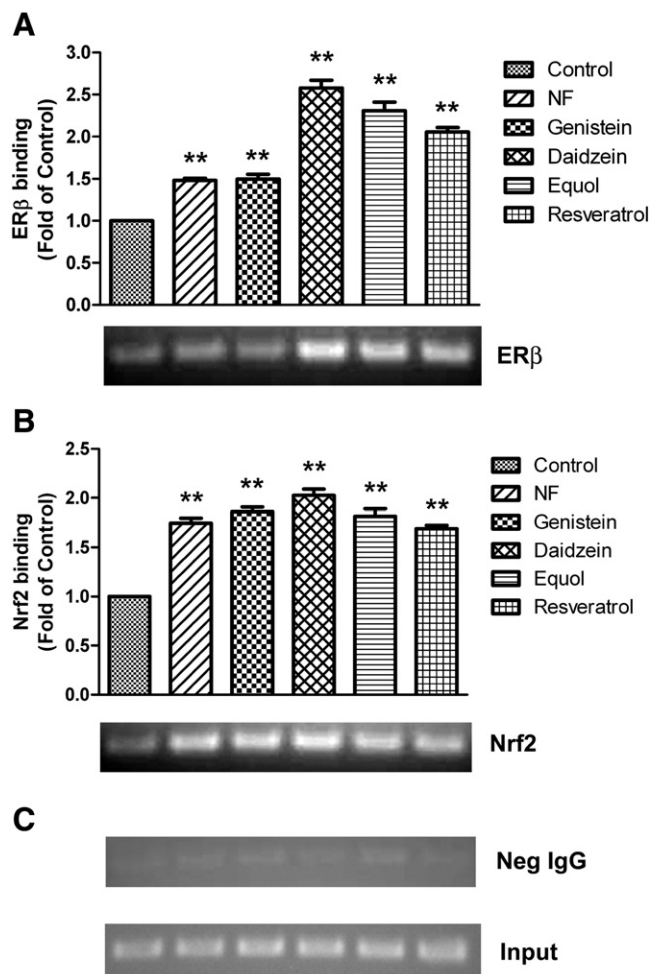 A
ERβ binding
(Fold of Control)
3.0
2.5
2.0
1.5
1.0
0.5
0.0
**
**
**
**
**
Control
NF
Genistein
Daidzein
Equol
Resveratrol
ERβ
B
Nrf2 binding
(Fold of Control)
2.5
2.0
1.5
1.0
0.5
0.0
**
**
**
**
**
Control
NF
Genistein
Daidzein
Equol
Resveratrol
Nrf2
C
Neg IgG
Input